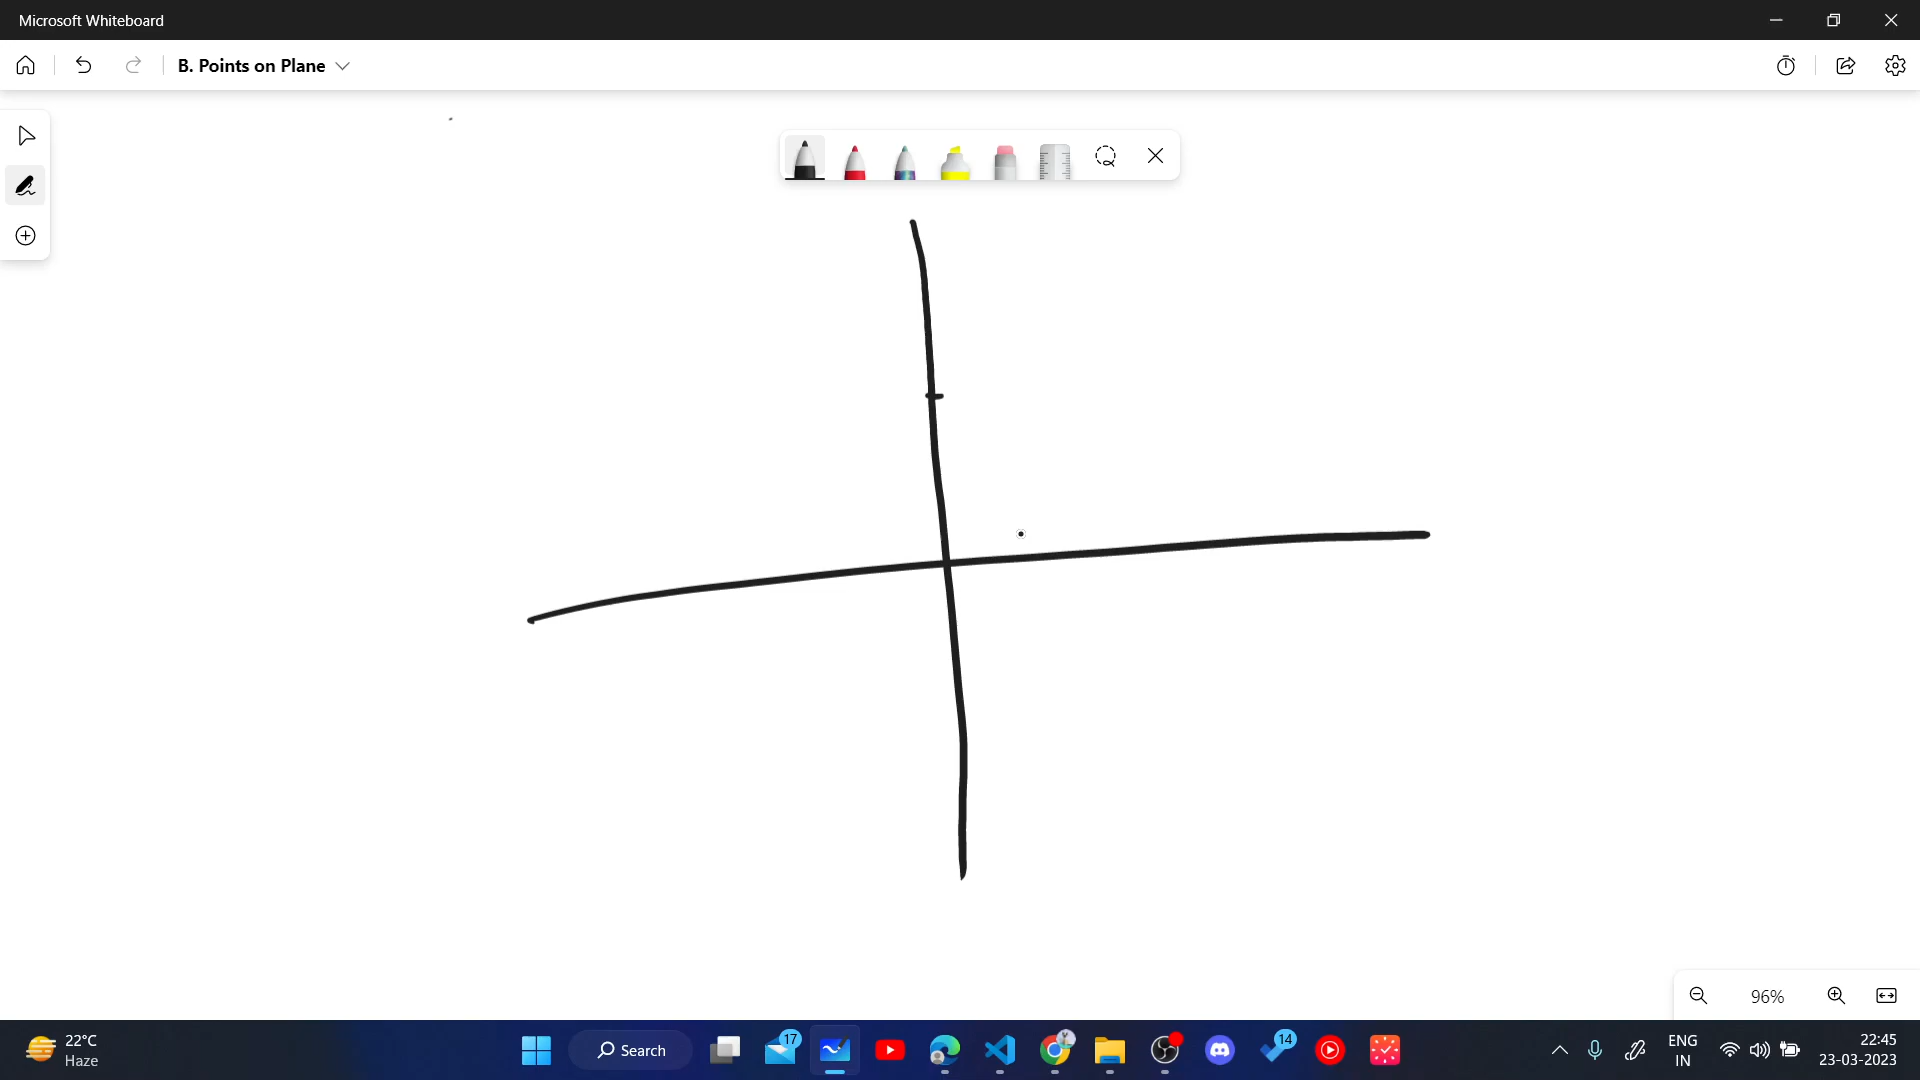 Microsoft Whiteboard
B. Points on Plane
96%
22°C
Haze
Search
17
14
ENG
IN
22:45
23-03-2023